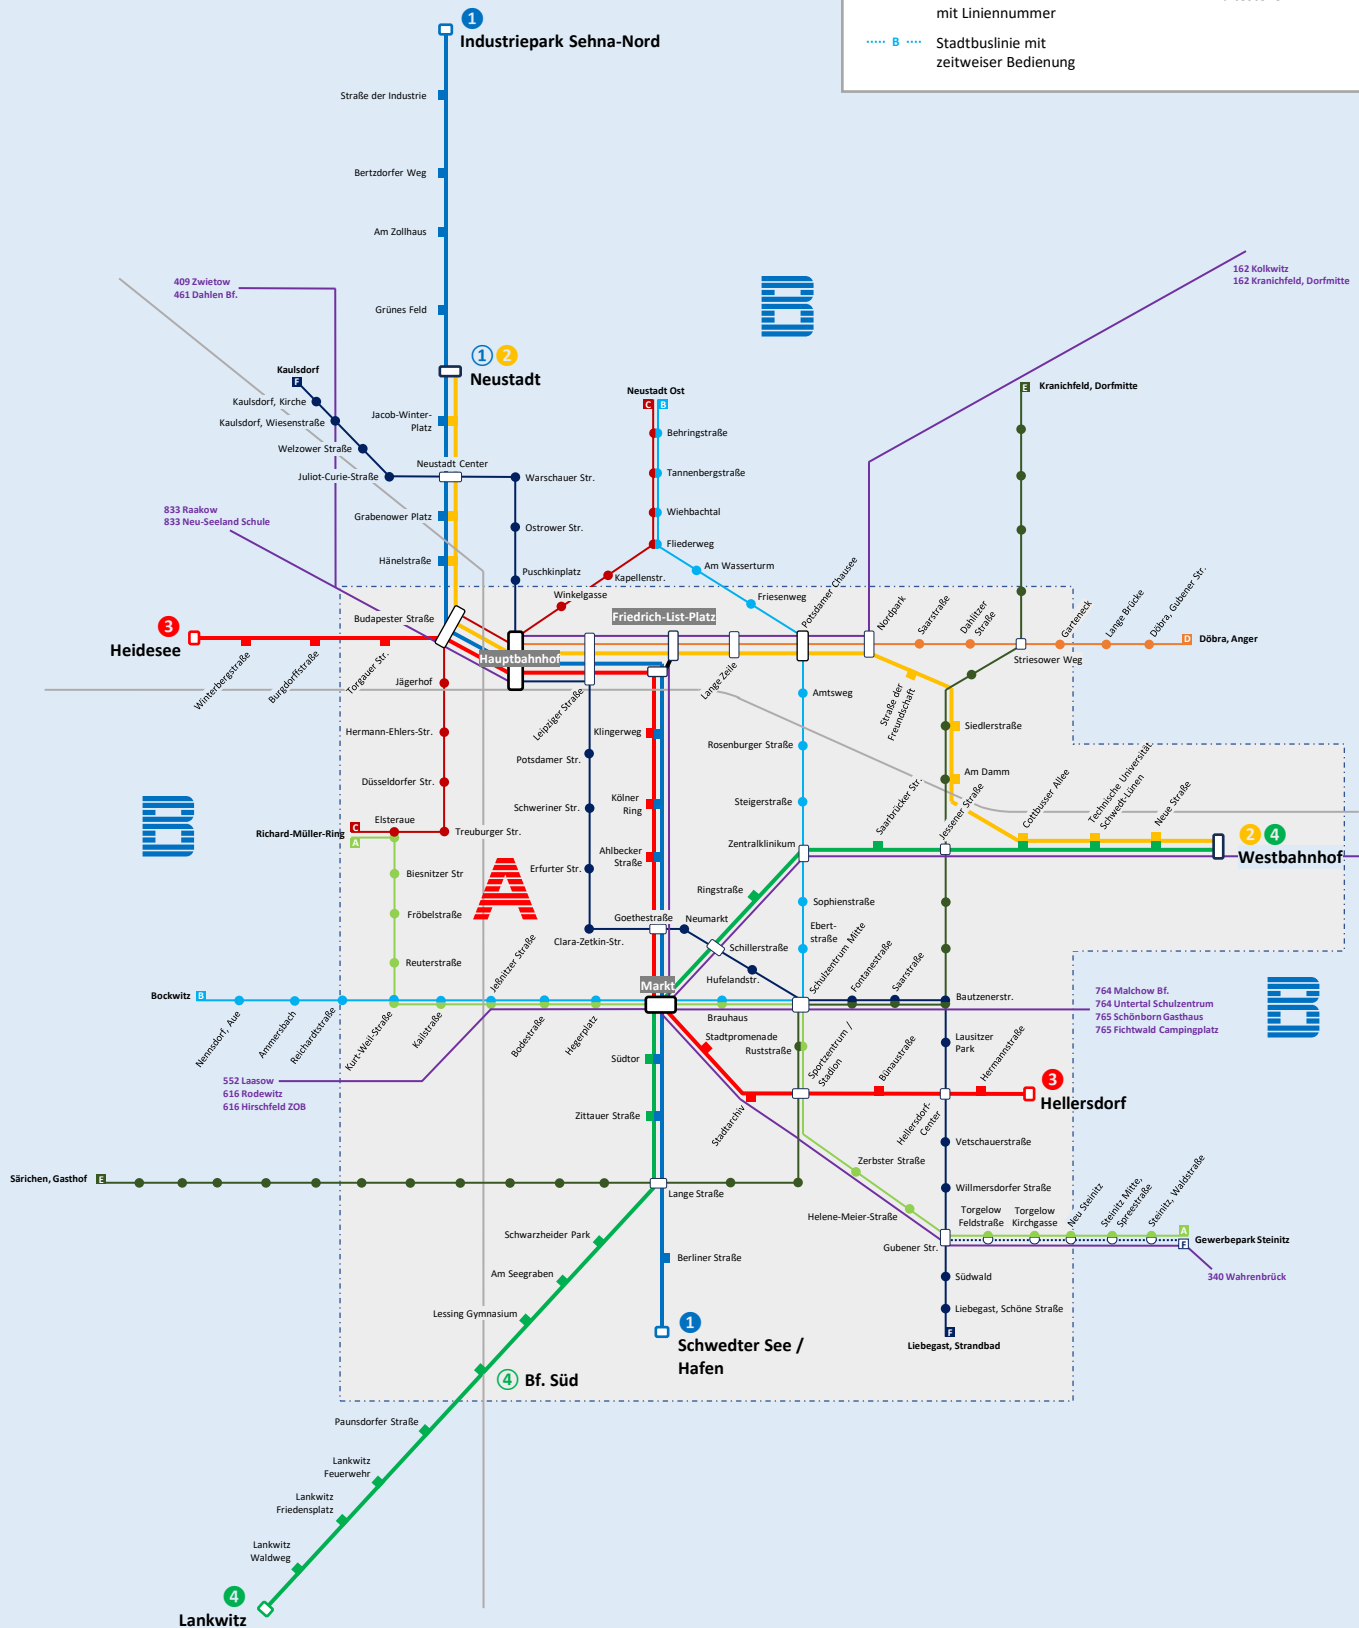 mit Liniennummer
B
Stadtbuslinie mit
zeitweiser Bedienung
1
Industriepark Sehna-Nord
Straße der Industrie
Bertzdorfer Weg
Am Zollhaus
Grünes Feld
409 Zwietow
461 Dahlen Bf.
162 Kolkwitz
162 Kranichfeld, Dorfmitte
B
1 2
Neustadt
Kaulsdorf
F
Kaulsdorf, Kirche
Kaulsdorf, Wiesenstraße
Welzower Straße
Juliot-Curie-Straße
Jacob-Winter-
Platz
Neustadt Center
Warschauer Str.
Grabenower Platz
Ostrower Str.
Hänelstraße
Puschkinplatz
Neustadt Ost
C B
Behringstraße
Tannenbergstraße
Wiehbachtal
Fliederweg
Kapellenstr.
Winkelgasse
Am Wasserturm
Friesenweg
E
Kranichfeld, Dorfmitte
833 Raakow
833 Neu-Seeland Schule
3
Heidesee
Winterbergstraße
Burgdorffstraße
Torgauer Str.
Budapester Straße
Hauptbahnhof
Friedrich-List-Platz
Leipziger Straße
Lange Zeile
Potsdamer Chausee
Nordpark
Saarstraße
Dahlitzer
Straße
Striesower Weg
Garteneck
Lange Brücke
Döbra, Gubener Str.
D
Döbra, Anger
Jägerhof
Hermann-Ehlers-Str.
Düsseldorfer Str.
Treuburger Str.
Elsteraue
C
Richard-Müller-Ring
A
B
Biesnitzer Str
Fröbelstraße
Reuterstraße
A
Potsdamer Str.
Schweriner Str.
Erfurter Str.
Clara-Zetkin-Str.
Klingerweg
Kölner
Ring
Ahlbecker
Straße
Goethestraße
Neumarkt
Schillerstraße
Hufelandstr.
Ringstraße
Amtsweg
Rosenburger Straße
Steigerstraße
Zentralklinikum
Sophienstraße
Ebert-
straße
Schulzentrum Mitte
Straße der
Freundschaft
Siedlerstraße
Am Damm
Saarbrücker Str.
Jessener Straße
Cottbusser Allee
Technische Universität
Schwedt-Lünen
Neue Straße
2 4
Westbahnhof
Fontanestraße
Saarstraße
Bautzenerstr.
Bockwitz
B
Nennsdorf, Aue
Ammersbach
Reichardtstraße
Kurt-Weil-Straße
Kailstraße
Jeßnitzer Straße
Bodestraße
Hegerplatz
Markt
Brauhaus
Stadtpromenade
Ruststraße
Sportzentrum /
Stadion
Bünaustraße
Lausitzer
Park
Hermannstraße
3
Hellersdorf
Hellersdorf-
Center
Stadtarchiv
764 Malchow Bf.
764 Untertal Schulzentrum
765 Schönborn Gasthaus
765 Fichtwald Campingplatz
B
552 Laasow
616 Rodewitz
616 Hirschfeld ZOB
Südtor
Zittauer Straße
Särichen, Gasthof
E
Lange Straße
Vetschauerstraße
Willmersdorfer Straße
Zerbster Straße
Helene-Meier-Straße
Gubener Str.
Torgelow
Feldstraße
Torgelow
Kirchgasse
Neu Steinitz
Steinitz Mitte,
Spreestraße
Steinitz, Waldstraße
A
F
Gewerbepark Steinitz
340 Wahrenbrück
Südwald
Liebegast, Schöne Straße
F
Liebegast, Strandbad
Schwarzheider Park
Am Seegraben
Lessing Gymnasium
Berliner Straße
1
Schwedter See /
Hafen
4 Bf. Süd
Paunsdorfer Straße
Lankwitz
Feuerwehr
Lankwitz
Friedensplatz
Lankwitz
Waldweg
4
Lankwitz